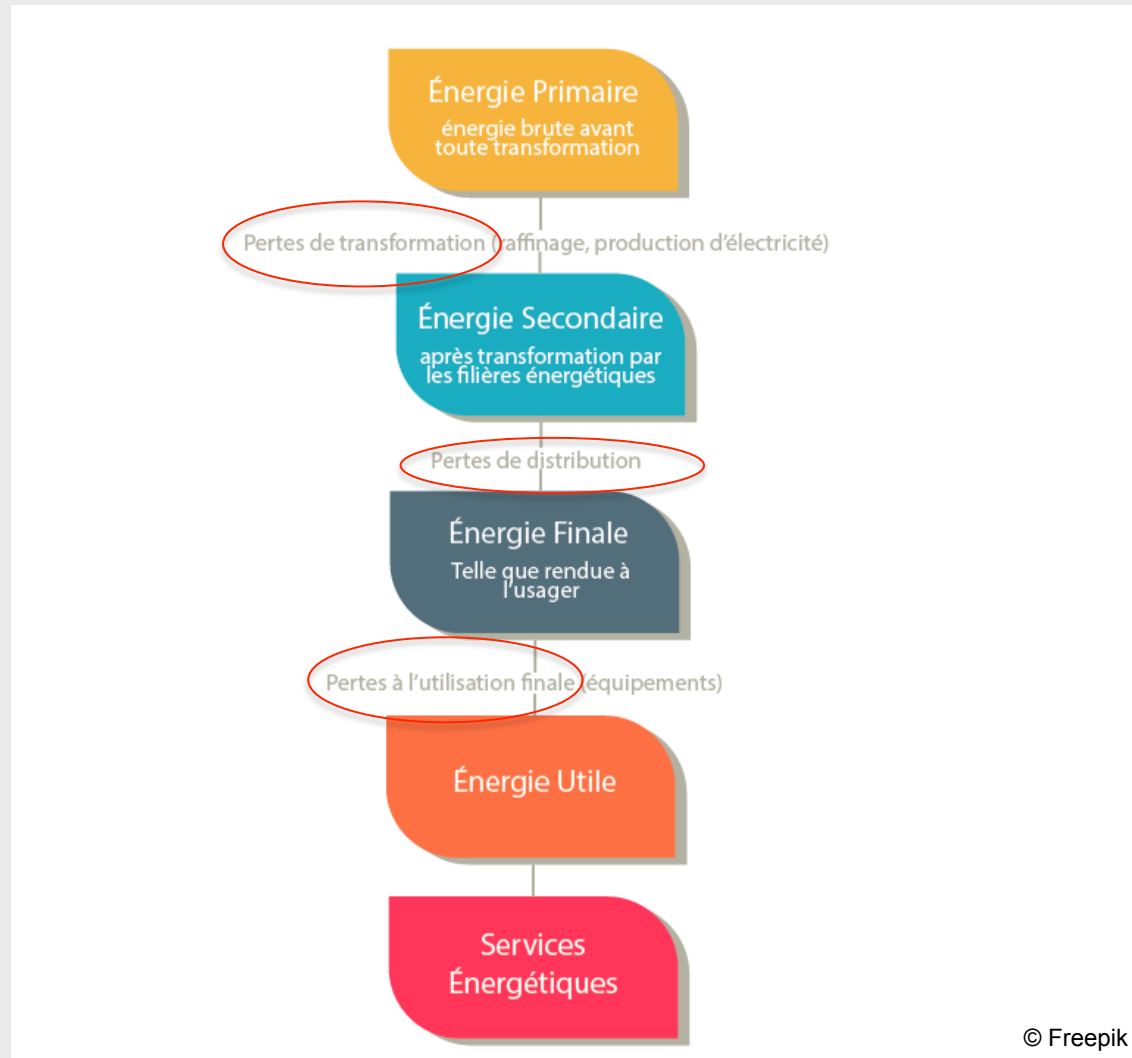 Énergie Primaire
énergie brute avant
toute transformation
Pertes de transformation (raffinage, production d'électricité)
Énergie Secondaire
après transformation par
les filières énergétiques
Pertes de distribution
Énergie Finale
Telle que rendue à
l'usager
Pertes à l'utilisation finale (équipements)
Énergie Utile
Services
Énergétiques
© Freepik